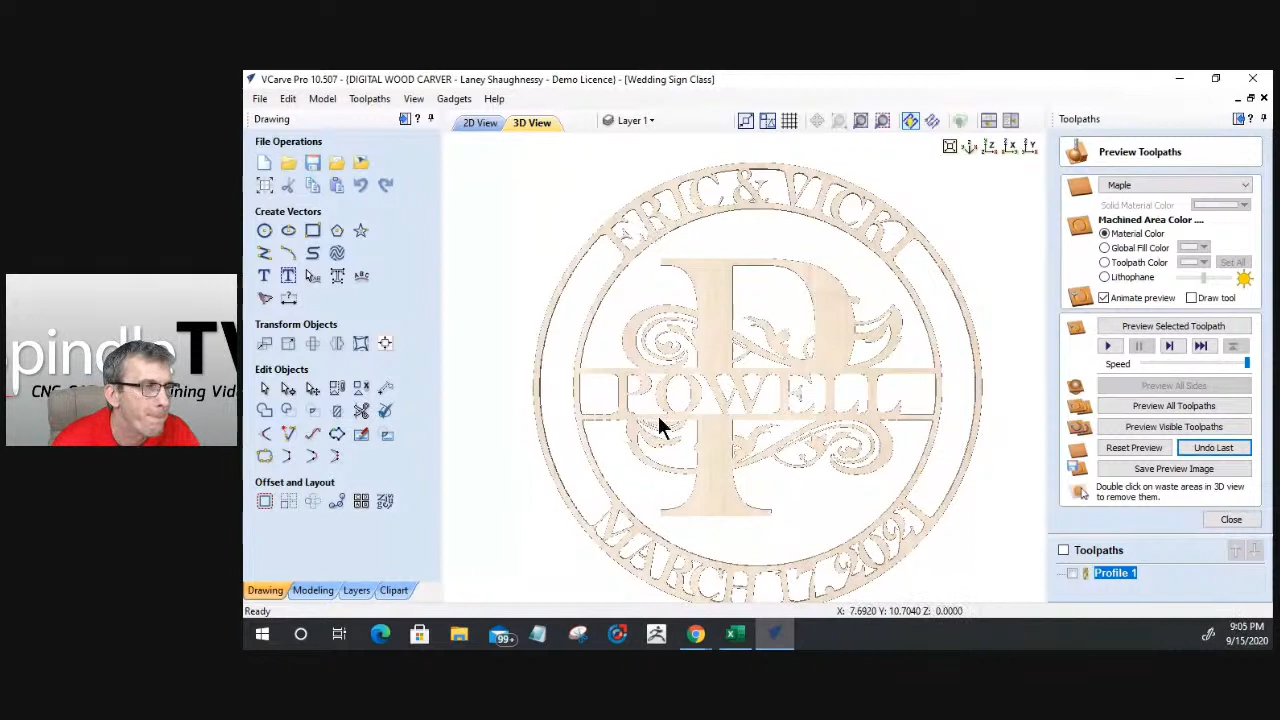 VCarve Pro 10.507 - {DIGITAL WOOD CARVER - Laney Shaughnessy - Demo Licence} - [Wedding Sign Class]
File Edit Model Toolpaths View Gadgets Help
Drawing
2D View 3D View Layer 1
Toolpaths
File Operations
Create Vectors
Transform Objects
Edit Objects
Offset and Layout
Drawing Modeling Layers Clipart
Ready
X: 7.6920 Y: 10.7040 Z: 0.0000
ERIC & VICKI
POWELL
P
MARCH 17, 2021
Preview Toolpaths
Maple
Solid Material Color
Machined Area Color ....
Material Color
Global Fill Color
Toolpath Color Set All
Lithophane
Animate preview Draw tool
Preview Selected Toolpath
Speed
Preview All Sides
Preview All Toolpaths
Preview Visible Toolpaths
Reset Preview Undo Last
Save Preview Image
Double click on waste areas in 3D view
to remove them.
Close
Toolpaths
Profile 1
99+
9:05 PM
9/15/2020